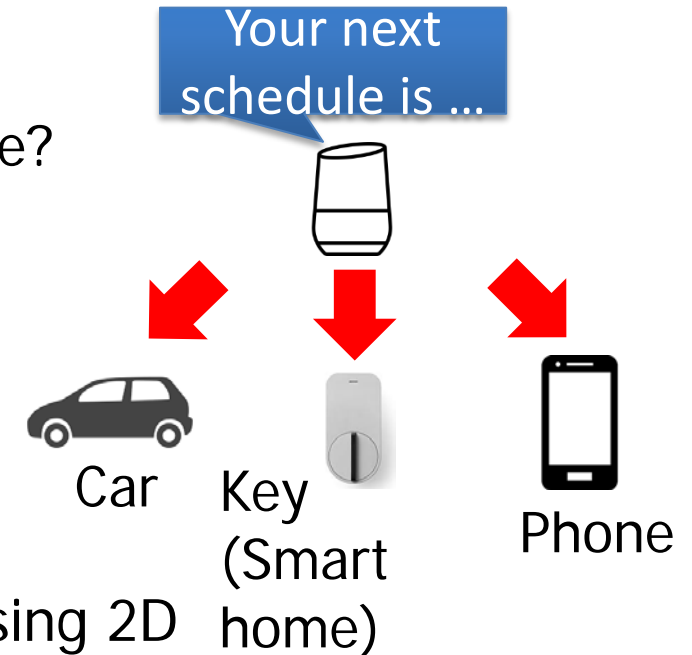 Your next
schedule is ...
e?
Car
Key
(Smart
home)
Phone
sing 2D